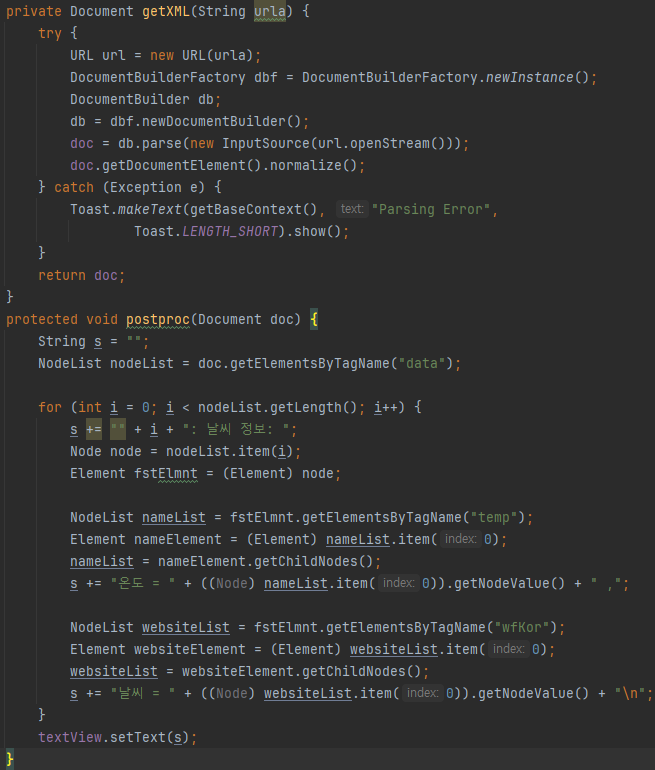 private Document getXML(String urla) {
    try {
        URL url = new URL(urla);
        DocumentBuilderFactory dbf = DocumentBuilderFactory.newInstance();
        DocumentBuilder db;
        db = dbf.newDocumentBuilder();
        doc = db.parse(new InputSource(url.openStream()));
        doc.getDocumentElement().normalize();
    } catch (Exception e) {
        Toast.makeText(getBaseContext(), text: "Parsing Error",
                Toast.LENGTH_SHORT).show();
    }
    return doc;
}
protected void postproc(Document doc) {
    String s = "";
    NodeList nodeList = doc.getElementsByTagName("data");

    for (int i = 0; i < nodeList.getLength(); i++) {
        s += "" + i + ": 날씨 정보: ";
        Node node = nodeList.item(i);
        Element fstElmnt = (Element) node;

        NodeList nameList = fstElmnt.getElementsByTagName("temp");
        Element nameElement = (Element) nameList.item( index: 0);
        nameList = nameElement.getChildNodes();
        s += "온도 = " + ((Node) nameList.item( index: 0)).getNodeValue() + " ,";

        NodeList websiteList = fstElmnt.getElementsByTagName("wfKor");
        Element websiteElement = (Element) websiteList.item( index: 0);
        websiteList = websiteElement.getChildNodes();
        s += "날씨 = " + ((Node) websiteList.item( index: 0)).getNodeValue() + "\n";
    }
    textView.setText(s);
}